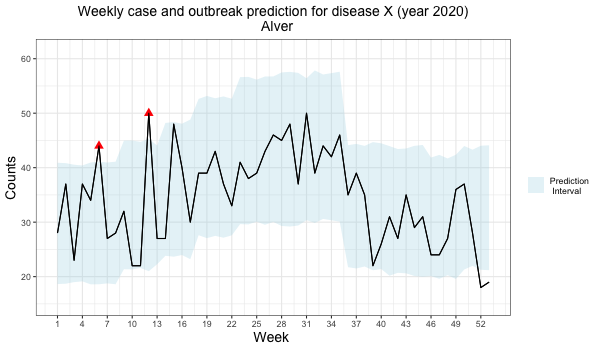 Weekly case and outbreak prediction for disease X (year 2020)
Alver
Counts
60
50
40
30
20
1 4 7 10 13 16 19 22 25 28 31 34 37 40 43 46 49 52
Week
Prediction
Interval